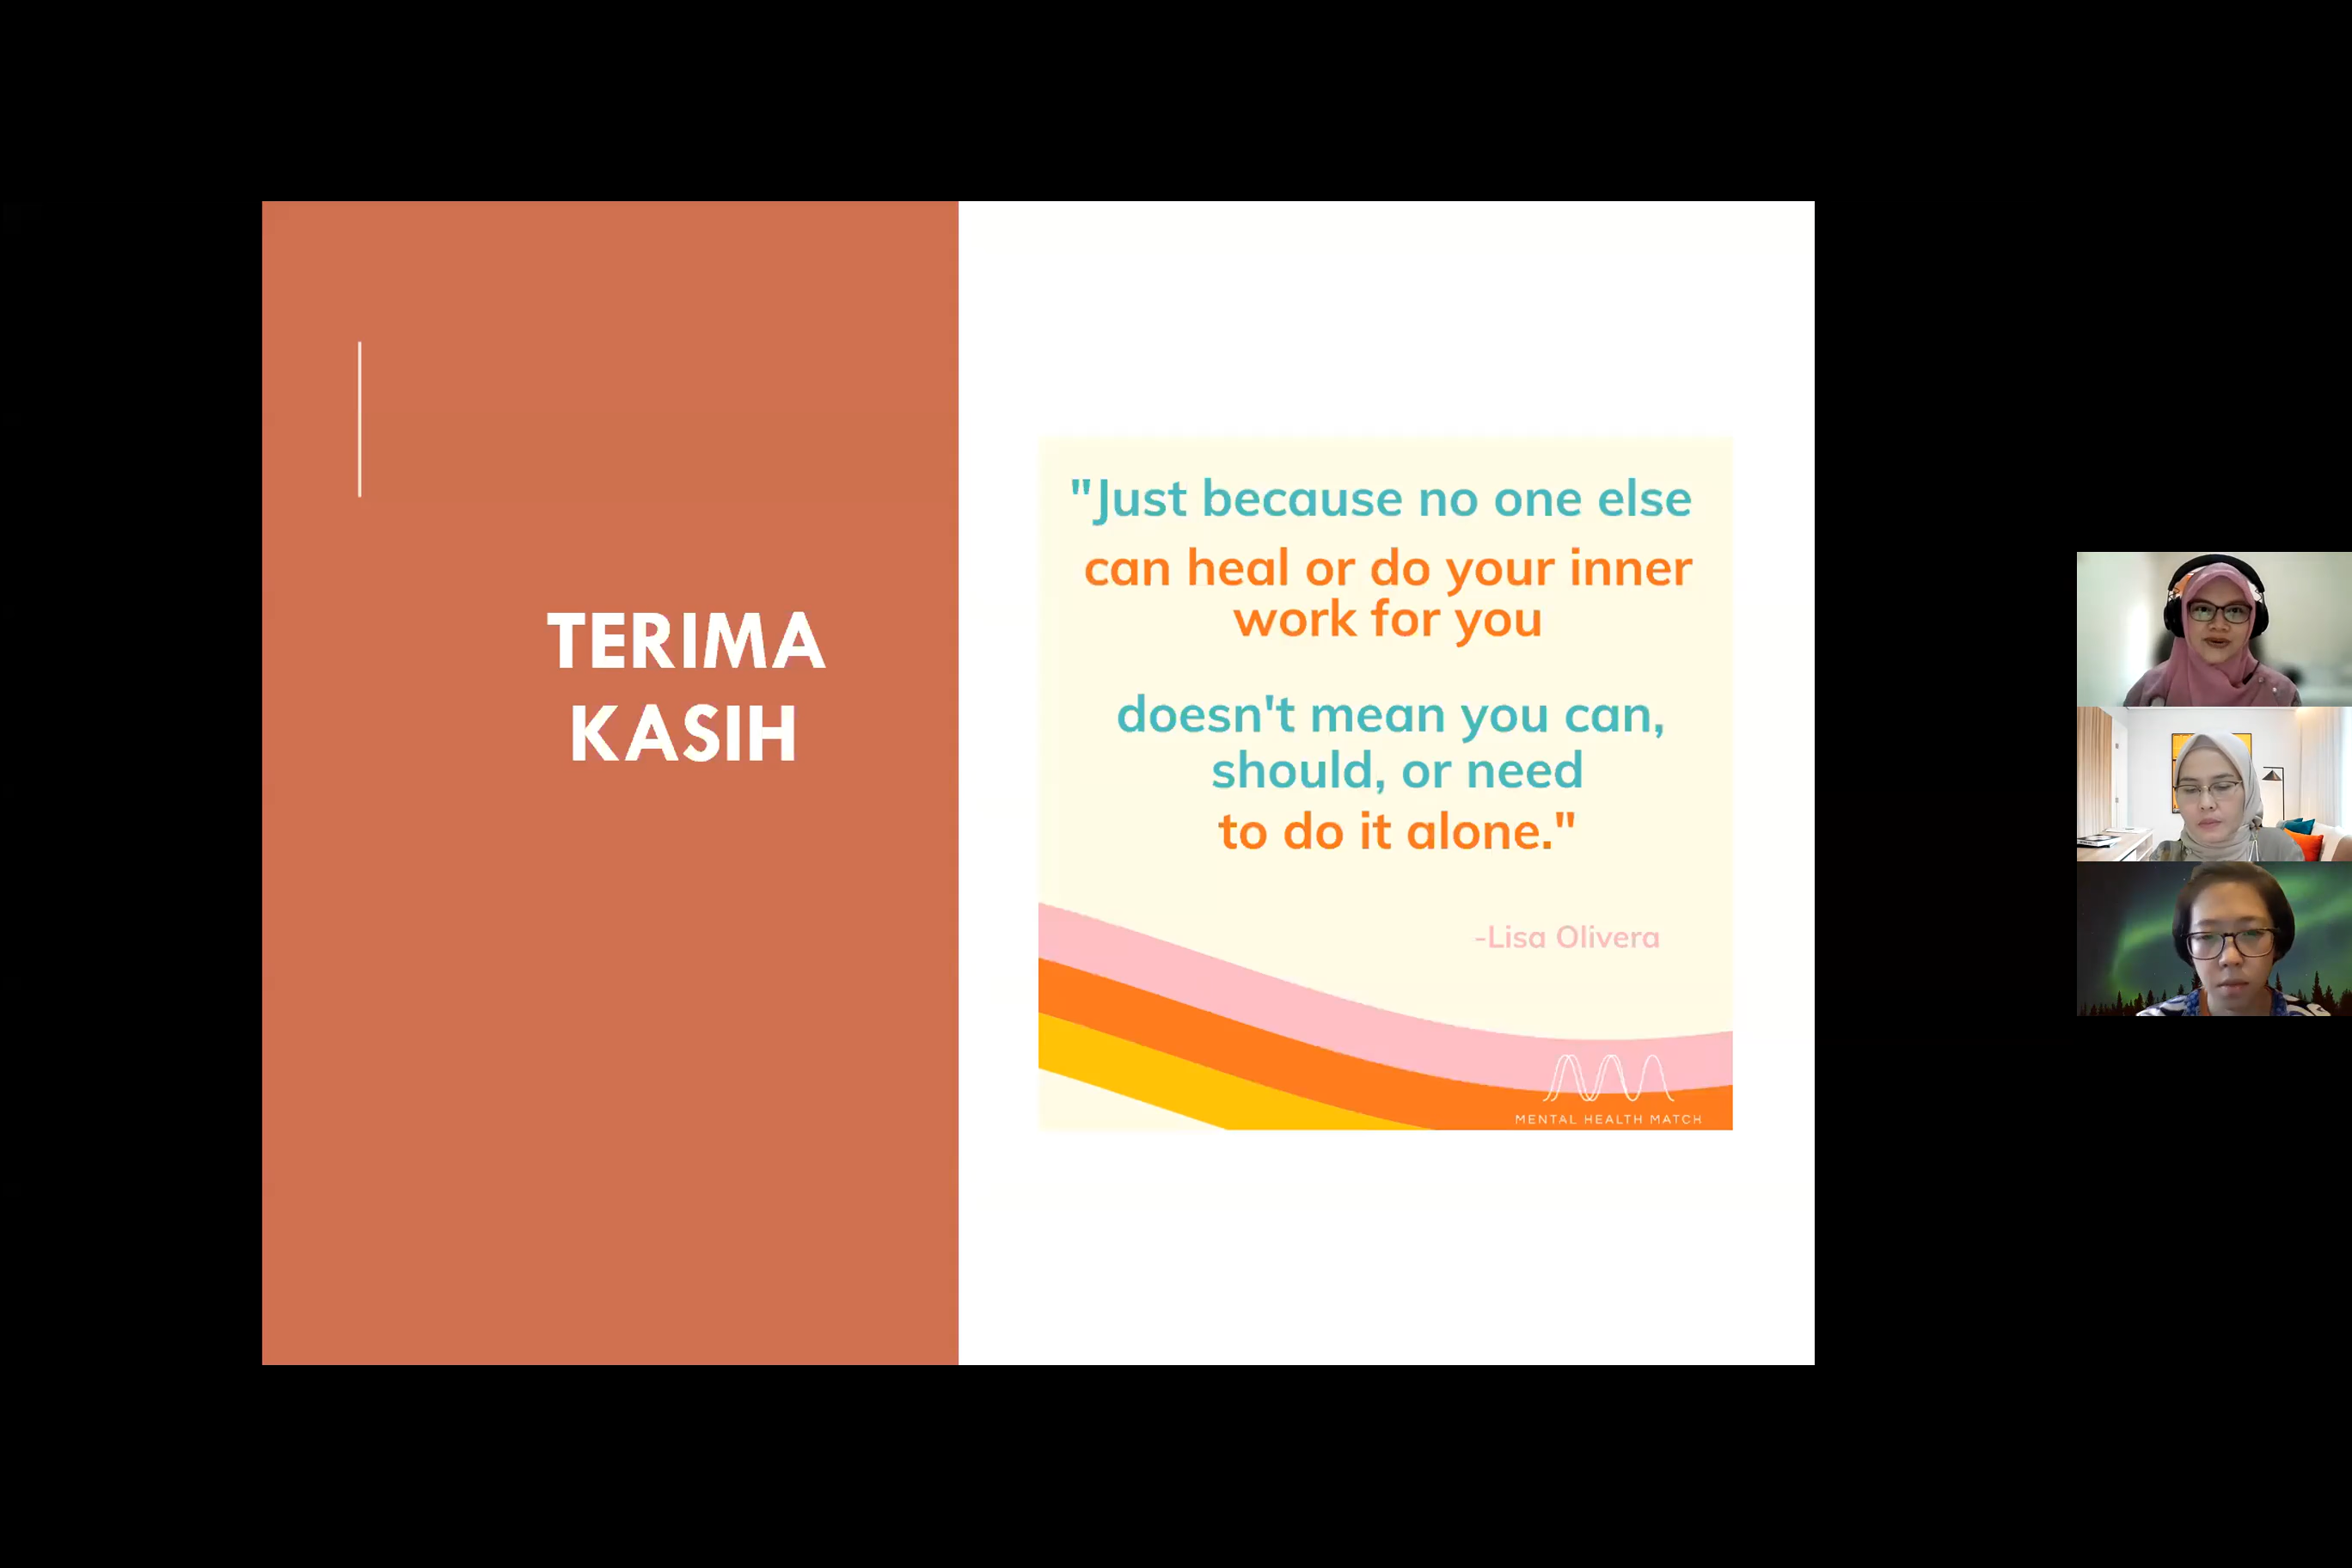 TERIMA
KASIH
"Just because no one else
can heal or do your inner
work for you
doesn't mean you can,
should, or need
to do it alone."
-Lisa Olivera
MENTAL HEALTH MATCH